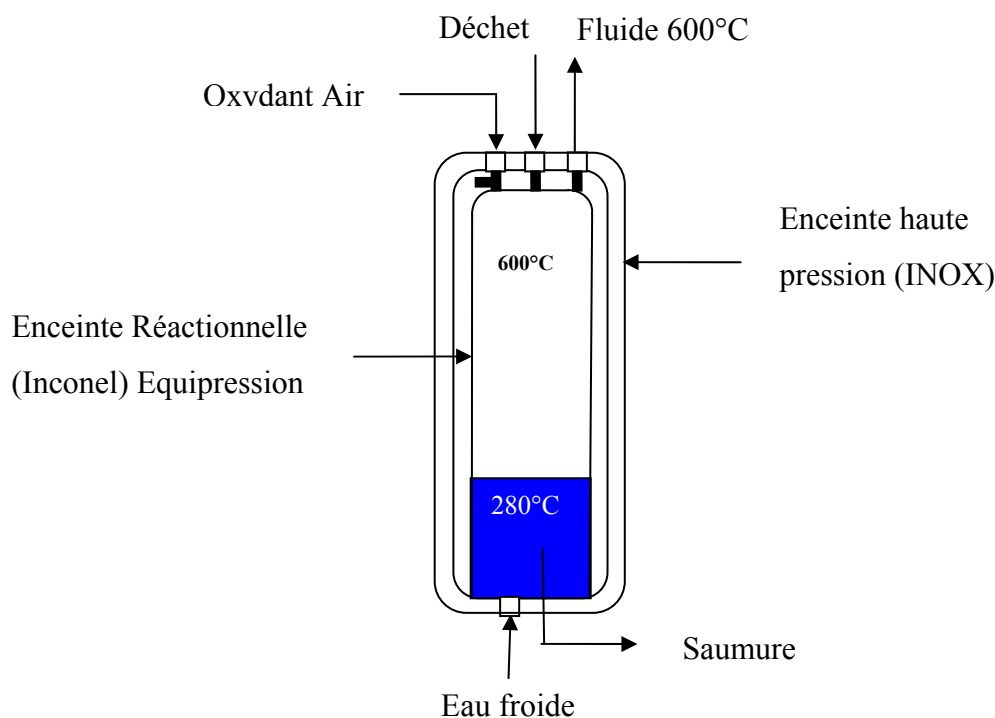 Déchet
Fluide 600°C
Oxvdant Air
Enceinte haute
pression (INOX)
600°C
Enceinte Réactionnelle
(Inconel) Equipression
280°C
Saumure
Eau froide